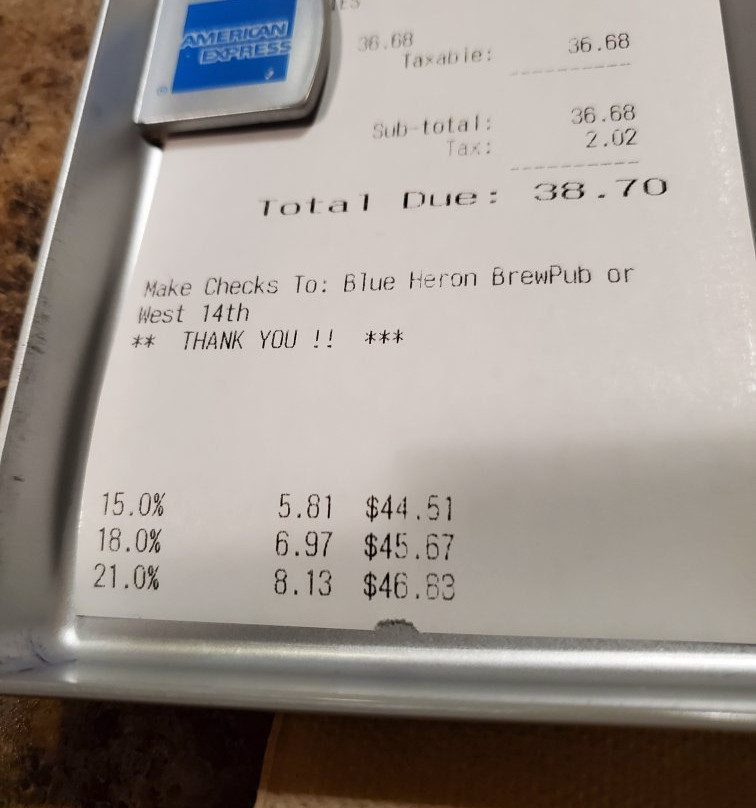 AMERICAN
EXPRESS
®
36.68
Taxable: 36.68
Sub-total: 36.68
Tax: 2.02
Total Due: 38.70
Make Checks To: Blue Heron BrewPub or
West 14th
** THANK YOU !! ***
15.0% 5.81 $44.51
18.0% 6.97 $45.67
21.0% 8.13 $46.83